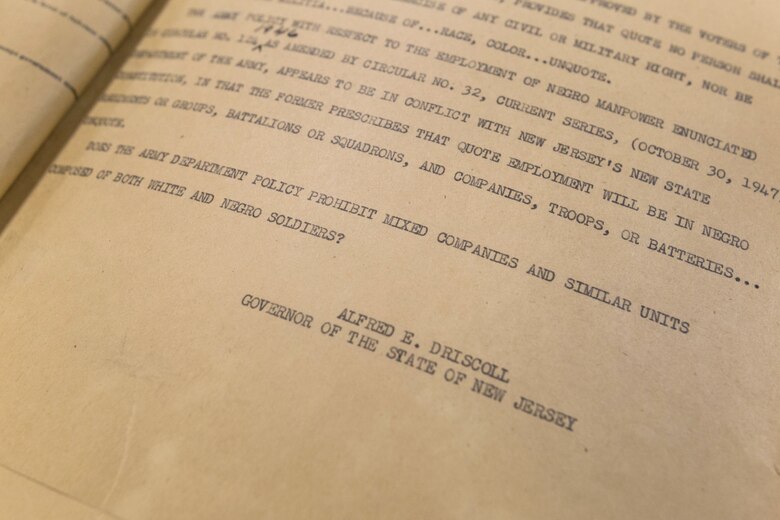 APPROVED BY THE VOTERS OF
PROVIDES THAT QUOTE NO PERSON SHALL
OF ANY CIVIL OR MILITARY RIGHT, NOR BE
MILITIA...BECAUSE OF...RACE, COLOR...UNQUOTE.
THE ARMY POLICY WITH RESPECT TO THE EMPLOYMENT OF NEGRO MANPOWER ENUNCIATED
1946
CIRCULAR NO. 124 AS AMENDED BY CIRCULAR NO. 32, CURRENT SERIES, (OCTOBER 30, 1947
DEPARTMENT OF THE ARMY, APPEARS TO BE IN CONFLICT WITH NEW JERSEY'S NEW STATE
CONSTITUTION, IN THAT THE FORMER PRESCRIBES THAT QUOTE EMPLOYMENT WILL BE IN NEGRO
REGIMENTS OR GROUPS, BATTALIONS OR SQUADRONS, AND COMPANIES, TROOPS, OR BATTERIES...
UNQUOTE.
DOES THE ARMY DEPARTMENT POLICY PROHIBIT MIXED COMPANIES AND SIMILAR UNITS
COMPOSED OF BOTH WHITE AND NEGRO SOLDIERS?
ALFRED E. DRISCOLL
GOVERNOR OF THE STATE OF NEW JERSEY